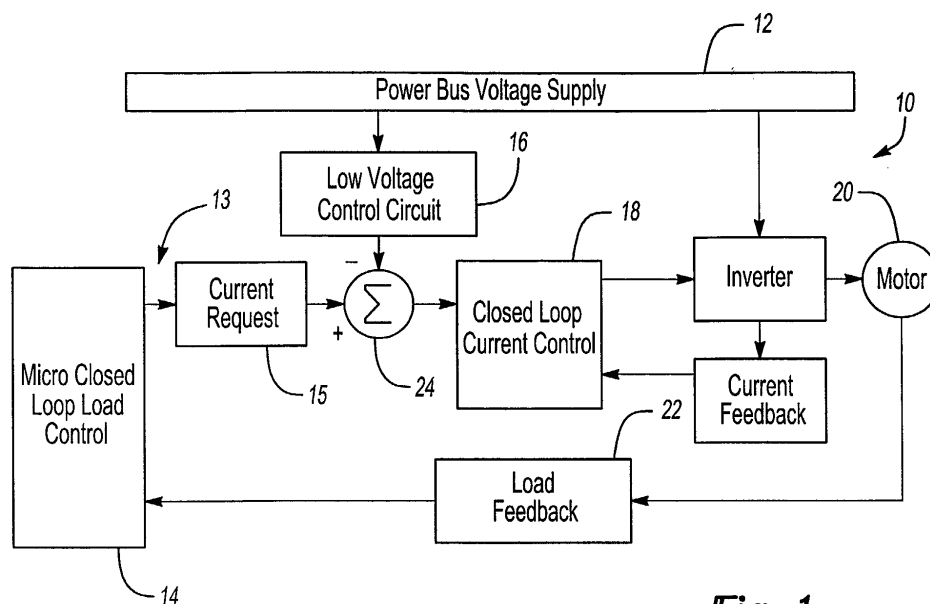 12
Power Bus Voltage Supply
10
16
Low Voltage
Control Circuit
13
18
20
−
Current
Request
Σ
+
Closed Loop
Current Control
Inverter
Motor
Micro Closed
Loop Load
Control
15
24
22
Current
Feedback
Load
Feedback
14
Fig. 1